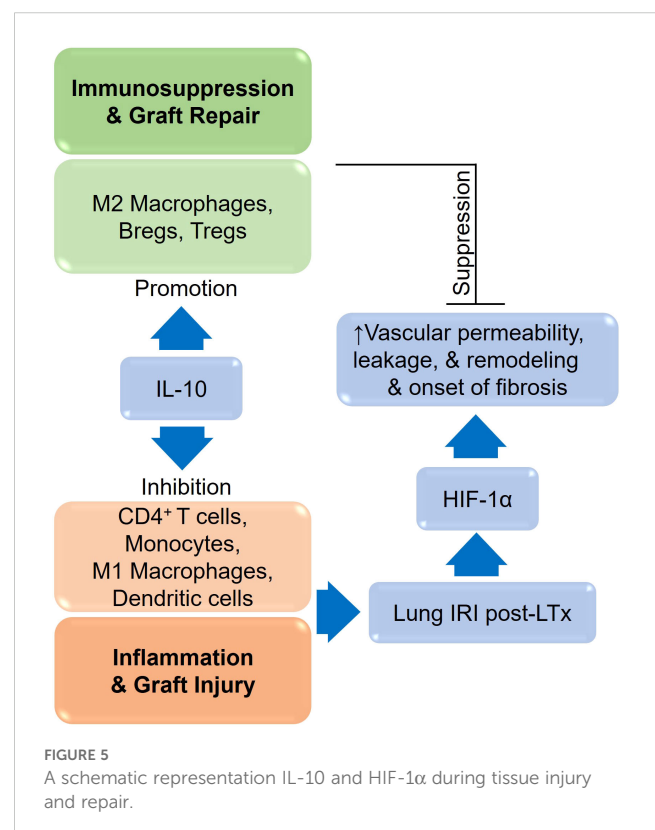 Immunosuppression
& Graft Repair
M2 Macrophages,
Bregs, Tregs
Promotion
IL-10
Inhibition
CD4⁺ T cells,
Monocytes,
M1 Macrophages,
Dendritic cells
Inflammation
& Graft Injury
Suppression
↑Vascular permeability,
leakage, & remodeling
& onset of fibrosis
HIF-1α
Lung IRI post-LTx
FIGURE 5
A schematic representation IL-10 and HIF-1α during tissue injury
and repair.